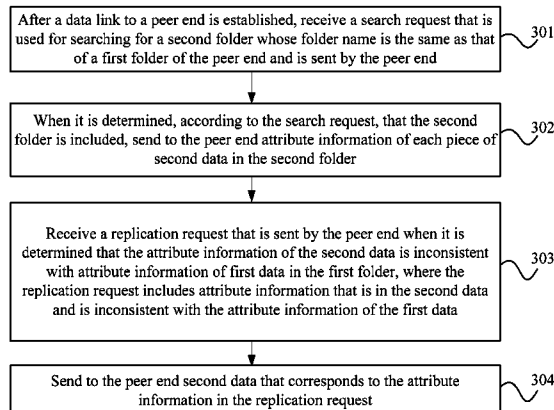 After a data link to a peer end is established, receive a search request that is
used for searching for a second folder whose folder name is the same as that
of a first folder of the peer end and is sent by the peer end
301
When it is determined, according to the search request, that the second
folder is included, send to the peer end attribute information of each piece of
second data in the second folder
302
Receive a replication request that is sent by the peer end when it is
determined that the attribute information of the second data is inconsistent
with attribute information of first data in the first folder, where the
replication request includes attribute information that is in the second data
and is inconsistent with the attribute information of the first data
303
Send to the peer end second data that corresponds to the attribute
information in the replication request
304